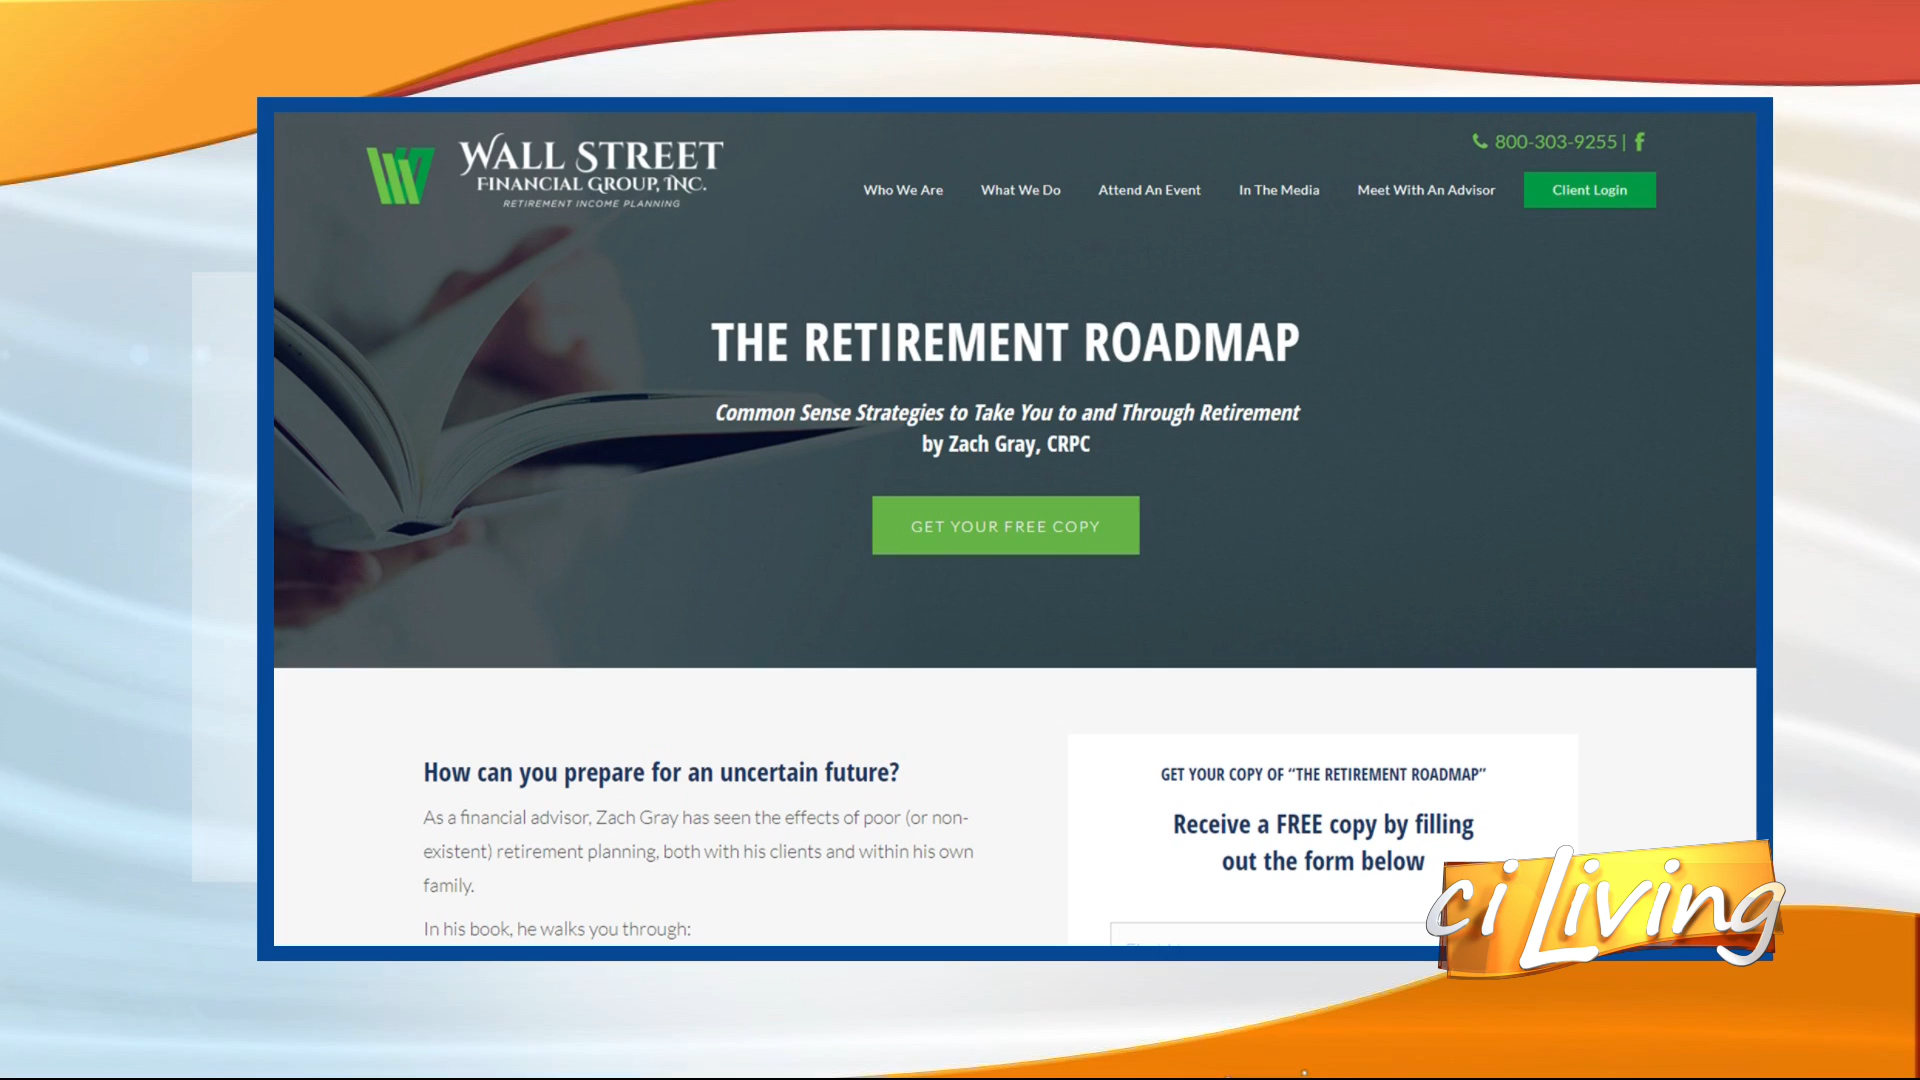 WALL STREET
FINANCIAL GROUP, INC.
RETIREMENT INCOME PLANNING
800-303-9255 |
Who We Are
What We Do
Attend An Event
In The Media
Meet With An Advisor
Client Login
THE RETIREMENT ROADMAP
Common Sense Strategies to Take You to and Through Retirement
by Zach Gray, CRPC
GET YOUR FREE COPY
How can you prepare for an uncertain future?
As a financial advisor, Zach Gray has seen the effects of poor (or non-
existent) retirement planning, both with his clients and within his own
family.
In his book, he walks you through:
GET YOUR COPY OF “THE RETIREMENT ROADMAP”
Receive a FREE copy by filling
out the form below
ci Living